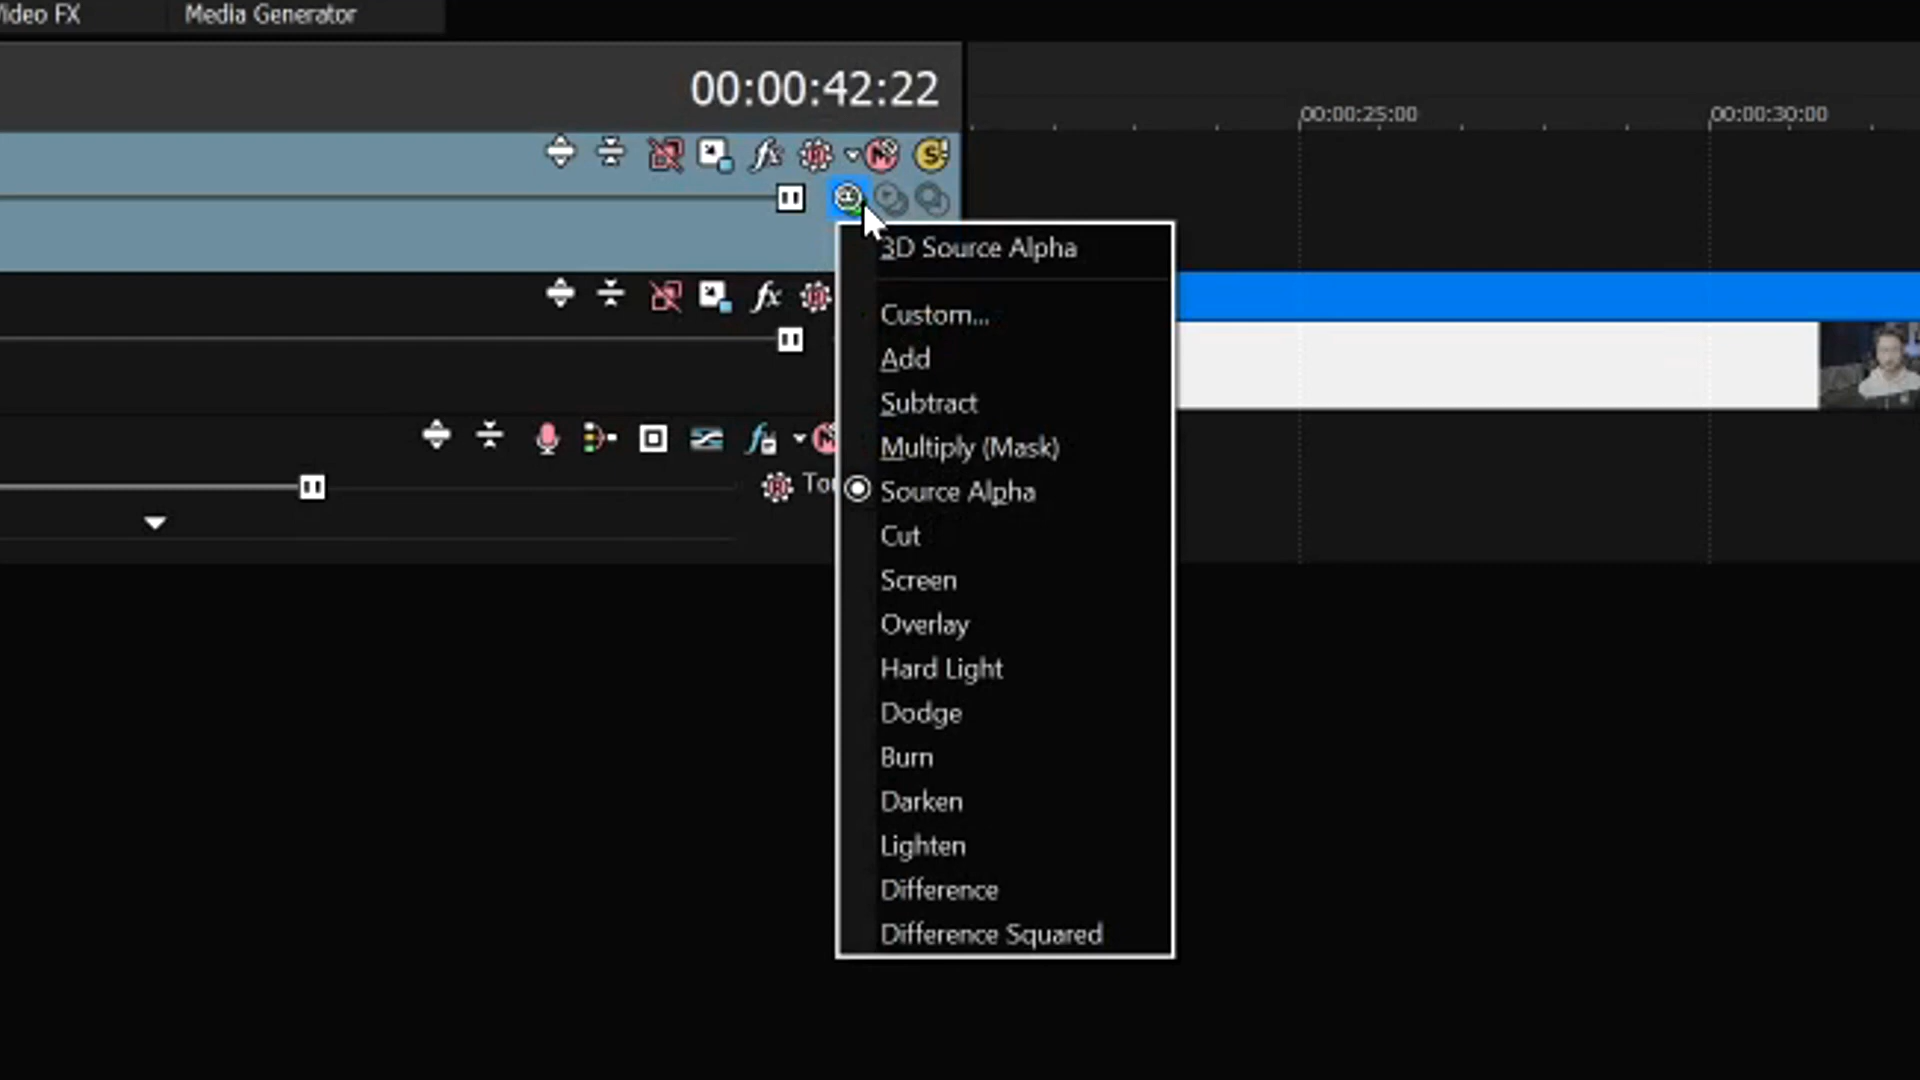 Video FX
Media Generator
00:00:42:22
00:00:25:00
00:00:30:00
3D Source Alpha
Custom...
Add
Subtract
Multiply (Mask)
Source Alpha
Cut
Screen
Overlay
Hard Light
Dodge
Burn
Darken
Lighten
Difference
Difference Squared